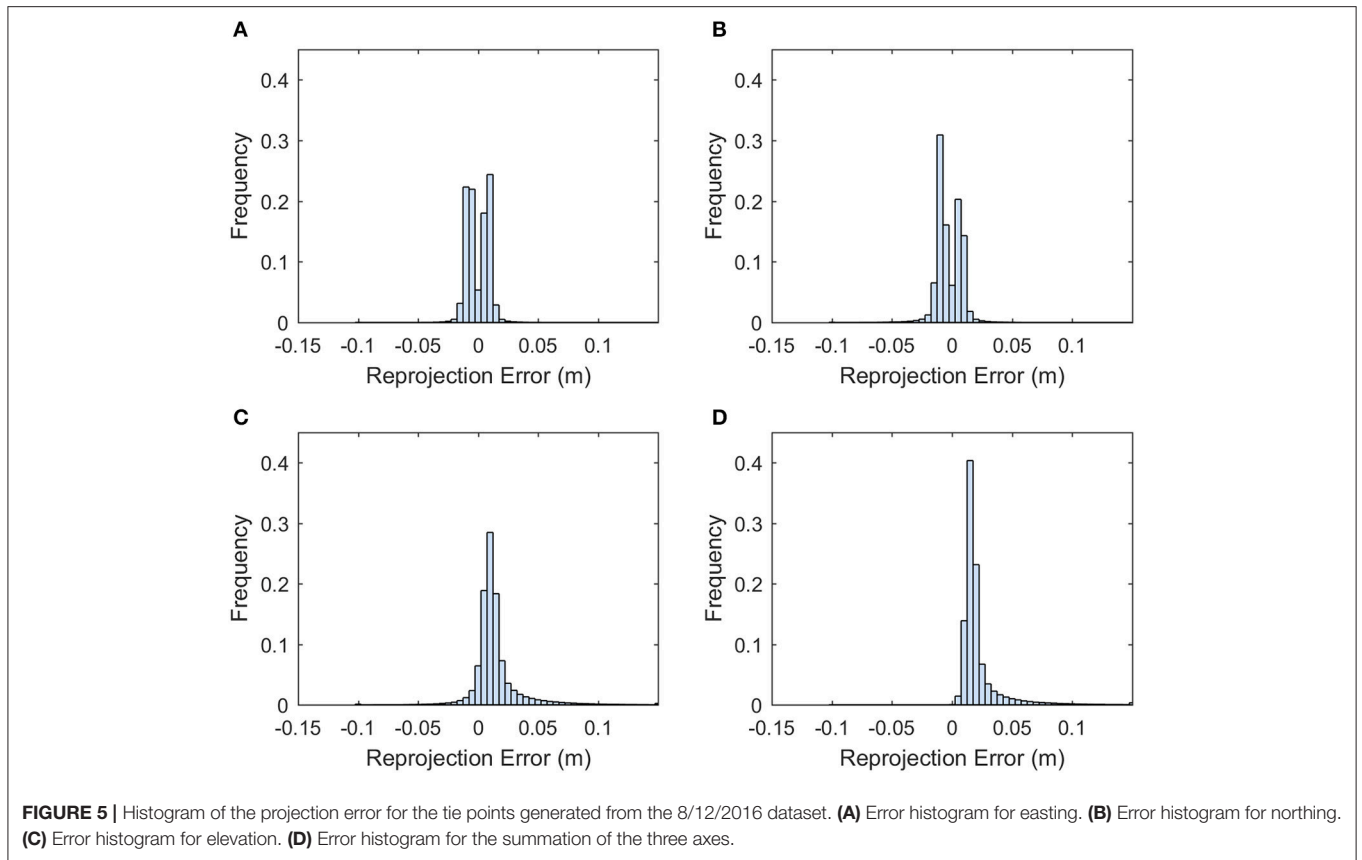 A
0.4
0.3
0.2
0.1
0
Frequency
-0.15 -0.1 -0.05 0 0.05 0.1
Reprojection Error (m)
B
0.4
0.3
0.2
0.1
0
Frequency
-0.15 -0.1 -0.05 0 0.05 0.1
Reprojection Error (m)
C
0.4
0.3
0.2
0.1
0
Frequency
-0.15 -0.1 -0.05 0 0.05 0.1
Reprojection Error (m)
D
0.4
0.3
0.2
0.1
0
Frequency
-0.15 -0.1 -0.05 0 0.05 0.1
Reprojection Error (m)
FIGURE 5 | Histogram of the projection error for the tie points generated from the 8/12/2016 dataset. (A) Error histogram for easting. (B) Error histogram for northing.
(C) Error histogram for elevation. (D) Error histogram for the summation of the three axes.